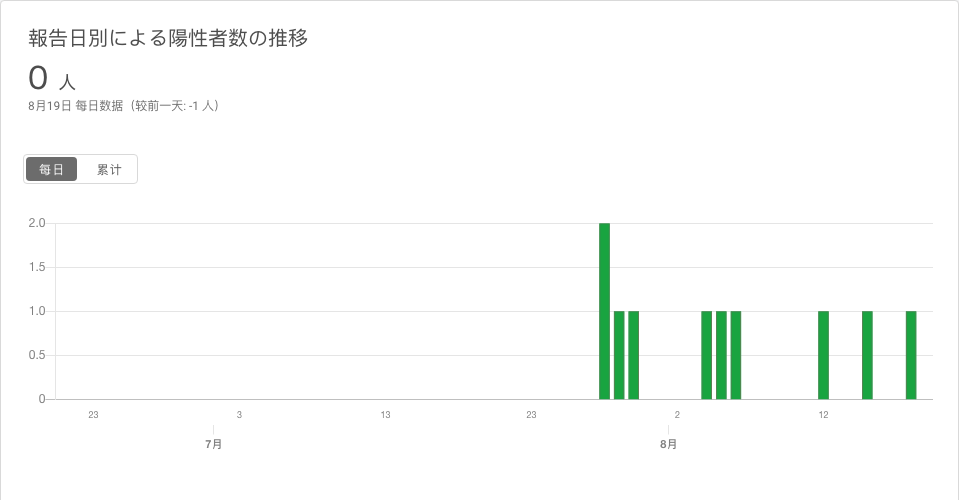 報告日別による陽性者数の推移
0 人
8月19日 每日数据（较前一天: -1 人）
每日 累计
2.0
1.5
1.0
0.5
0
23 3 13 23 2 12
7月 8月